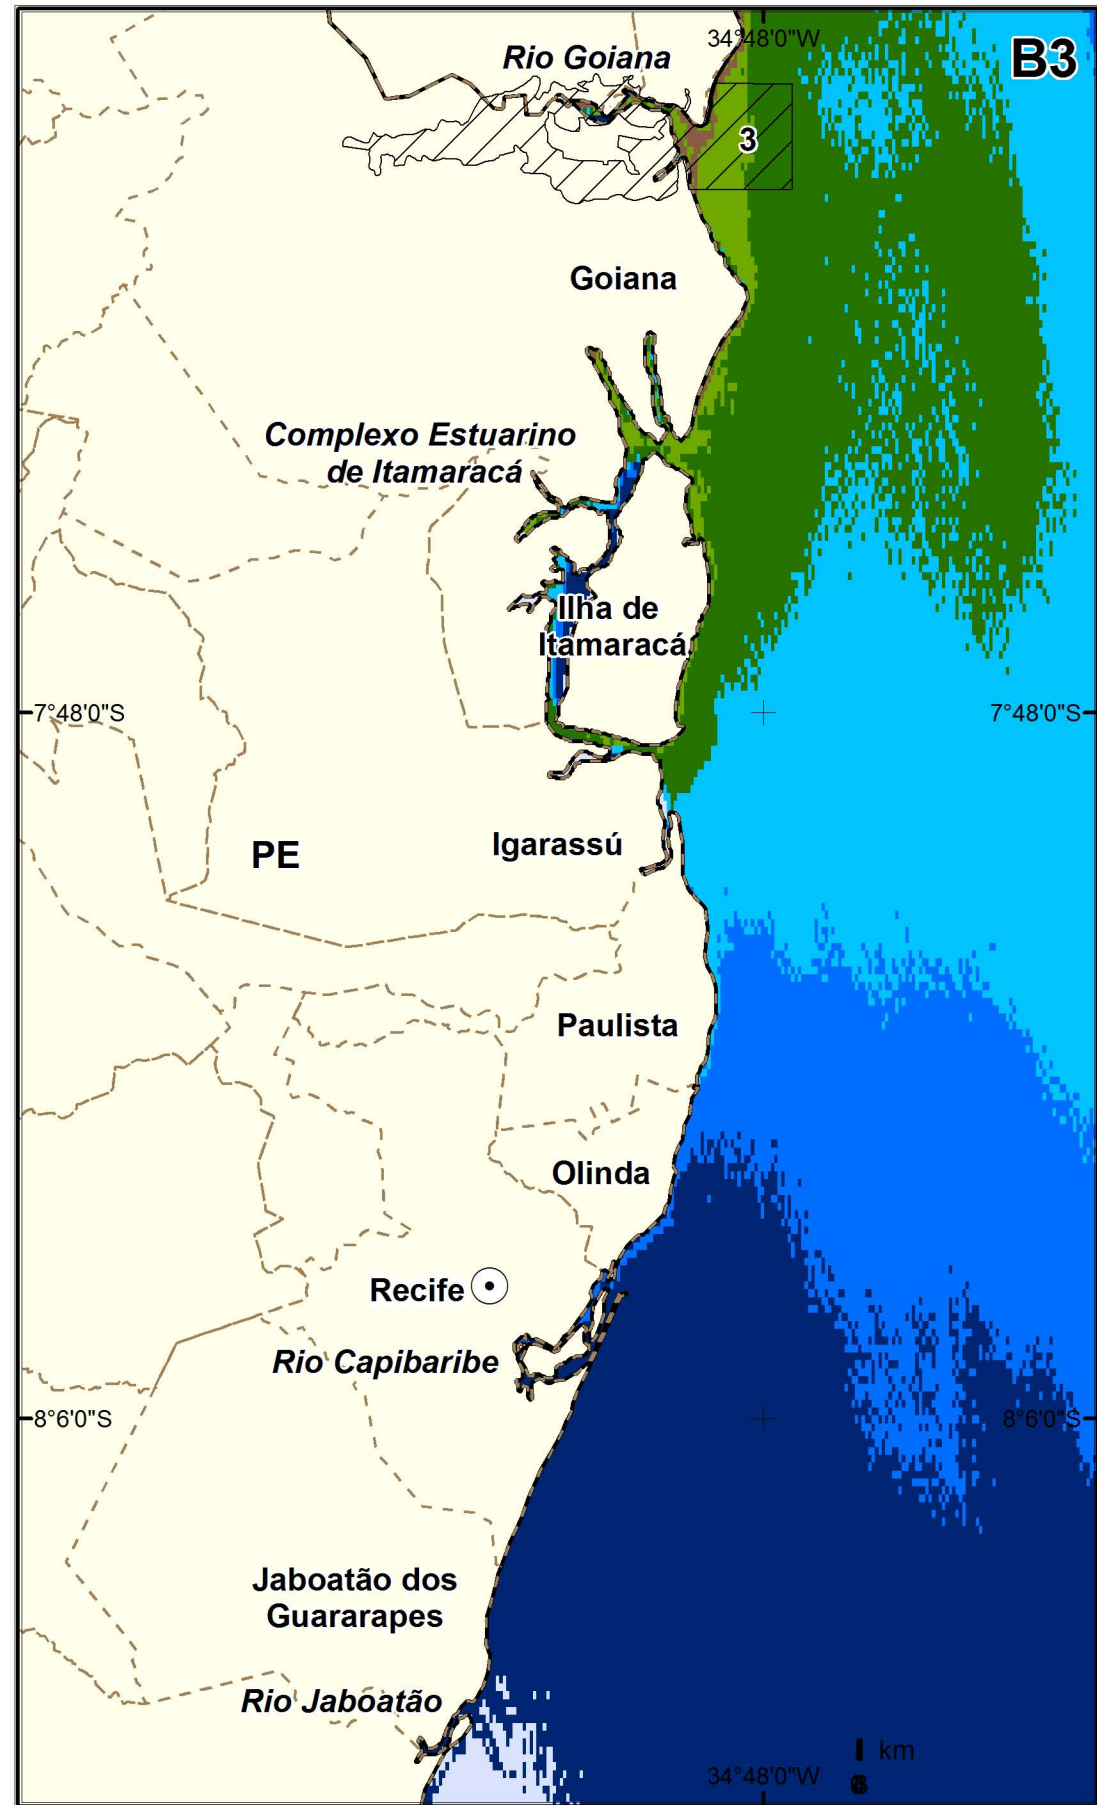 34°48'0"W
B3
Rio Goiana
3
Goiana
Complexo Estuarino
de Itamaracá
Ilha de
Itamaracá
7°48'0"S
7°48'0"S
Igarassú
PE
Paulista
Olinda
Recife
Rio Capibaribe
8°6'0"S
8°6'0"S
Jaboatão dos
Guararapes
Rio Jaboatão
km
34°48'0"W